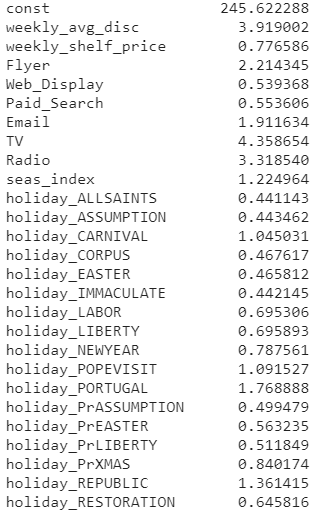 const 245.622288
weekly_avg_disc 3.919002
weekly_shelf_price 0.776586
Flyer 2.214345
Web_Display 0.539368
Paid_Search 0.553606
Email 1.911634
TV 4.358654
Radio 3.318540
seas_index 1.224964
holiday_ALLSAINTS 0.441143
holiday_ASSUMPTION 0.443462
holiday_CARNIVAL 1.045031
holiday_CORPUS 0.467617
holiday_EASTER 0.465812
holiday_IMMACULATE 0.442145
holiday_LABOR 0.695306
holiday_LIBERTY 0.695893
holiday_NEWYEAR 0.787561
holiday_POPEVISIT 1.091527
holiday_PORTUGAL 1.768888
holiday_PrASSUMPTION 0.499479
holiday_PrEASTER 0.563235
holiday_PrLIBERTY 0.511849
holiday_PrXMAS 0.840174
holiday_REPUBLIC 1.361415
holiday_RESTORATION 0.645816